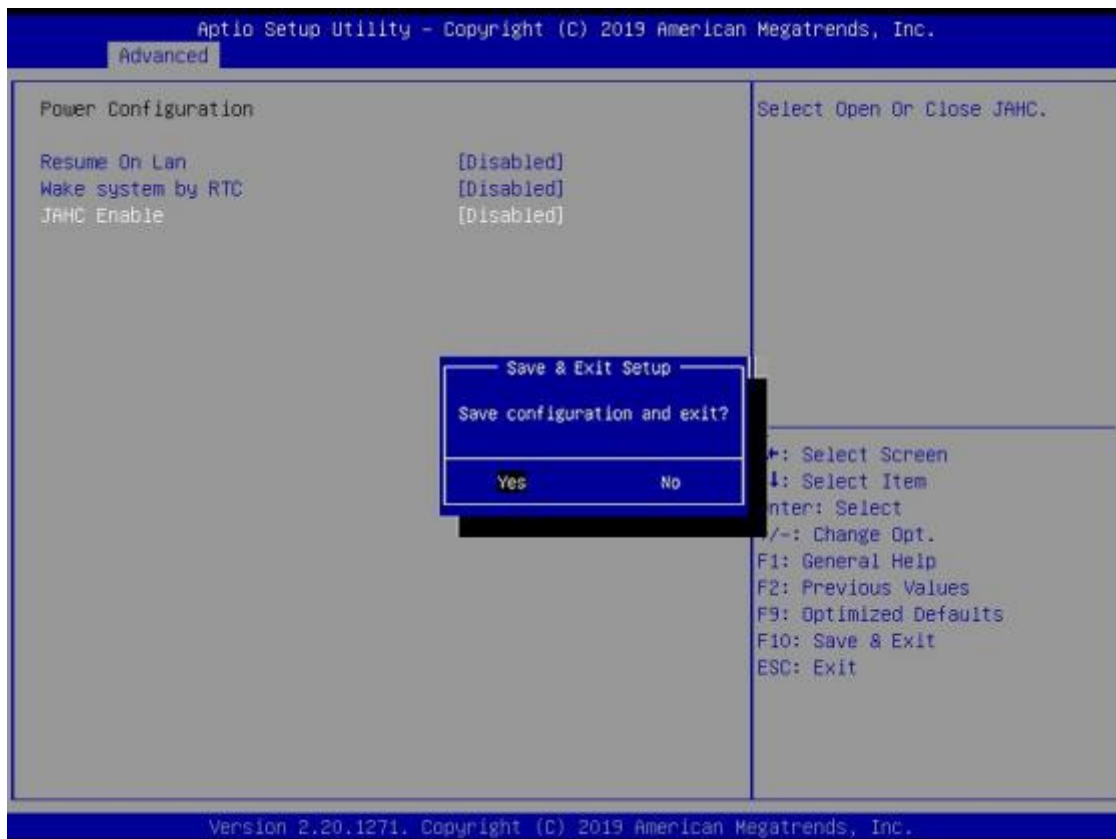 Aptio Setup Utility – Copyright (C) 2019 American Megatrends, Inc.
Advanced
Power Configuration
Resume On Lan [Disabled]
Wake system by RTC [Disabled]
JAHC Enable [Disabled]
Select Open Or Close JAHC.
Save & Exit Setup
Save configuration and exit?
Yes No
: Select Screen
: Select Item
nter: Select
/-: Change Opt.
F1: General Help
F2: Previous Values
F9: Optimized Defaults
F10: Save & Exit
ESC: Exit
Version 2.20.1271. Copyright (C) 2019 American Megatrends, Inc.